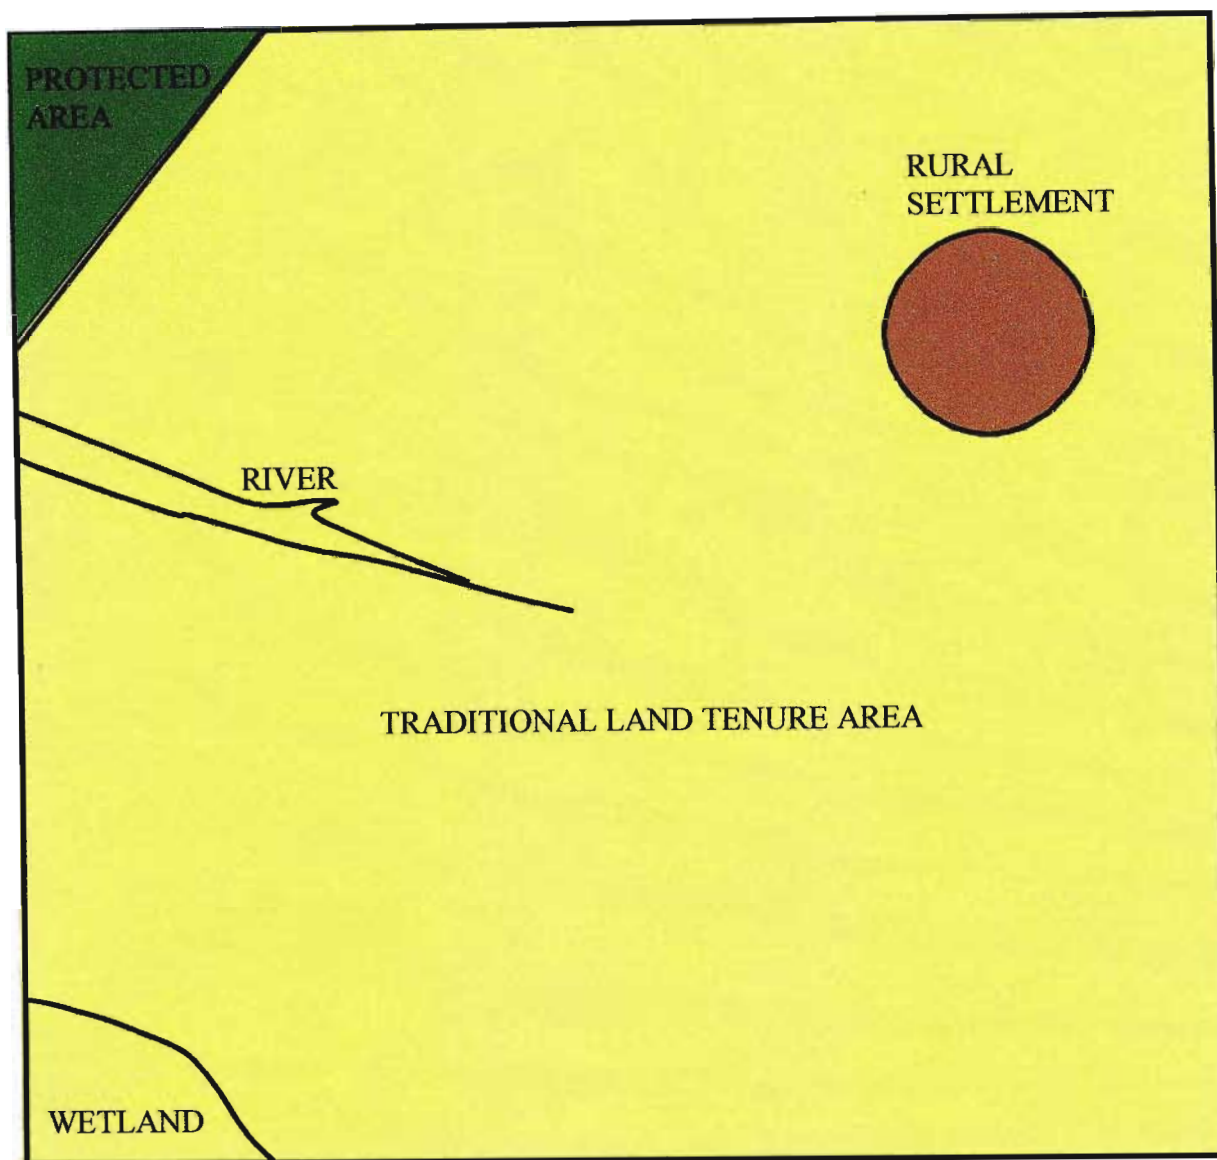 PROTECTED
AREA
RURAL
SETTLEMENT
RIVER
TRADITIONAL LAND TENURE AREA
WETLAND